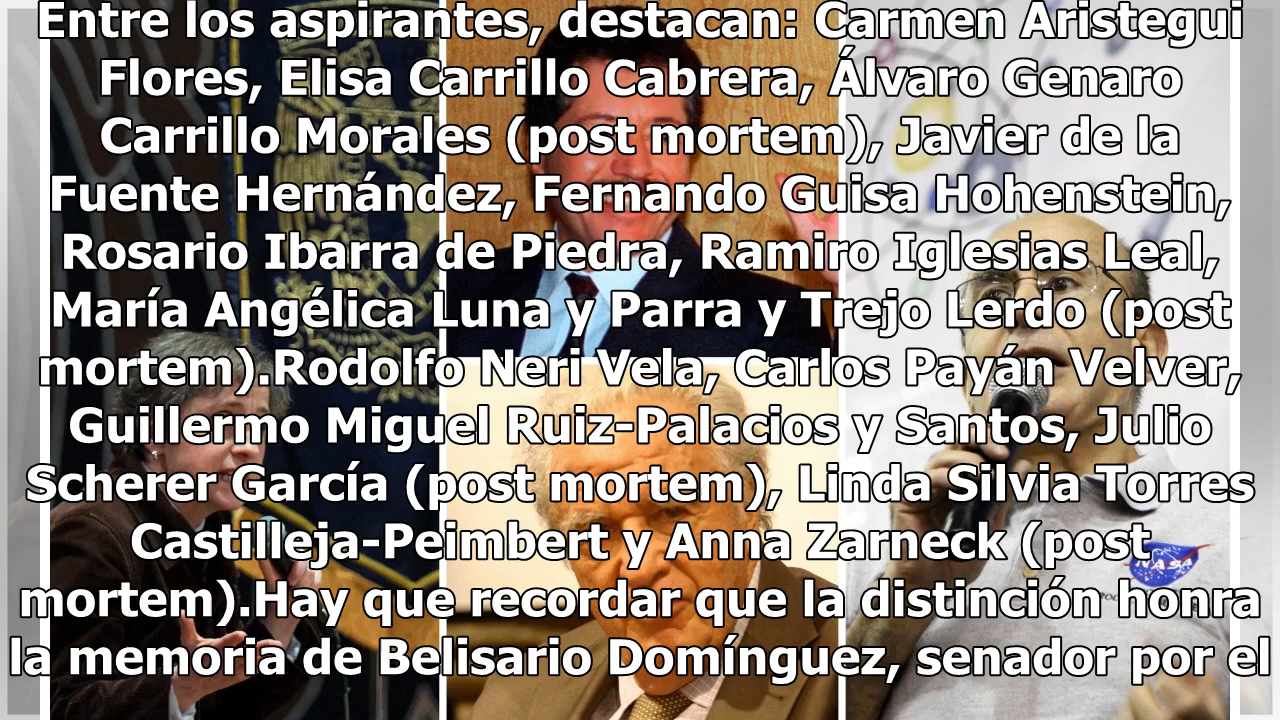 Entre los aspirantes, destacan: Carmen Aristegui
Flores, Elisa Carrillo Cabrera, Álvaro Genaro
Carrillo Morales (post mortem), Javier de la
Fuente Hernández, Fernando Guisa Hohenstein,
Rosario Ibarra de Piedra, Ramiro Iglesias Leal,
María Angélica Luna y Parra y Trejo Lerdo (post
mortem).Rodolfo Neri Vela, Carlos Payán Velver,
Guillermo Miguel Ruiz-Palacios y Santos, Julio
Scherer García (post mortem), Linda Silvia Torres
Castilleja-Peimbert y Anna Zarneck (post
mortem).Hay que recordar que la distinción honra
la memoria de Belisario Domínguez, senador por el
NASA